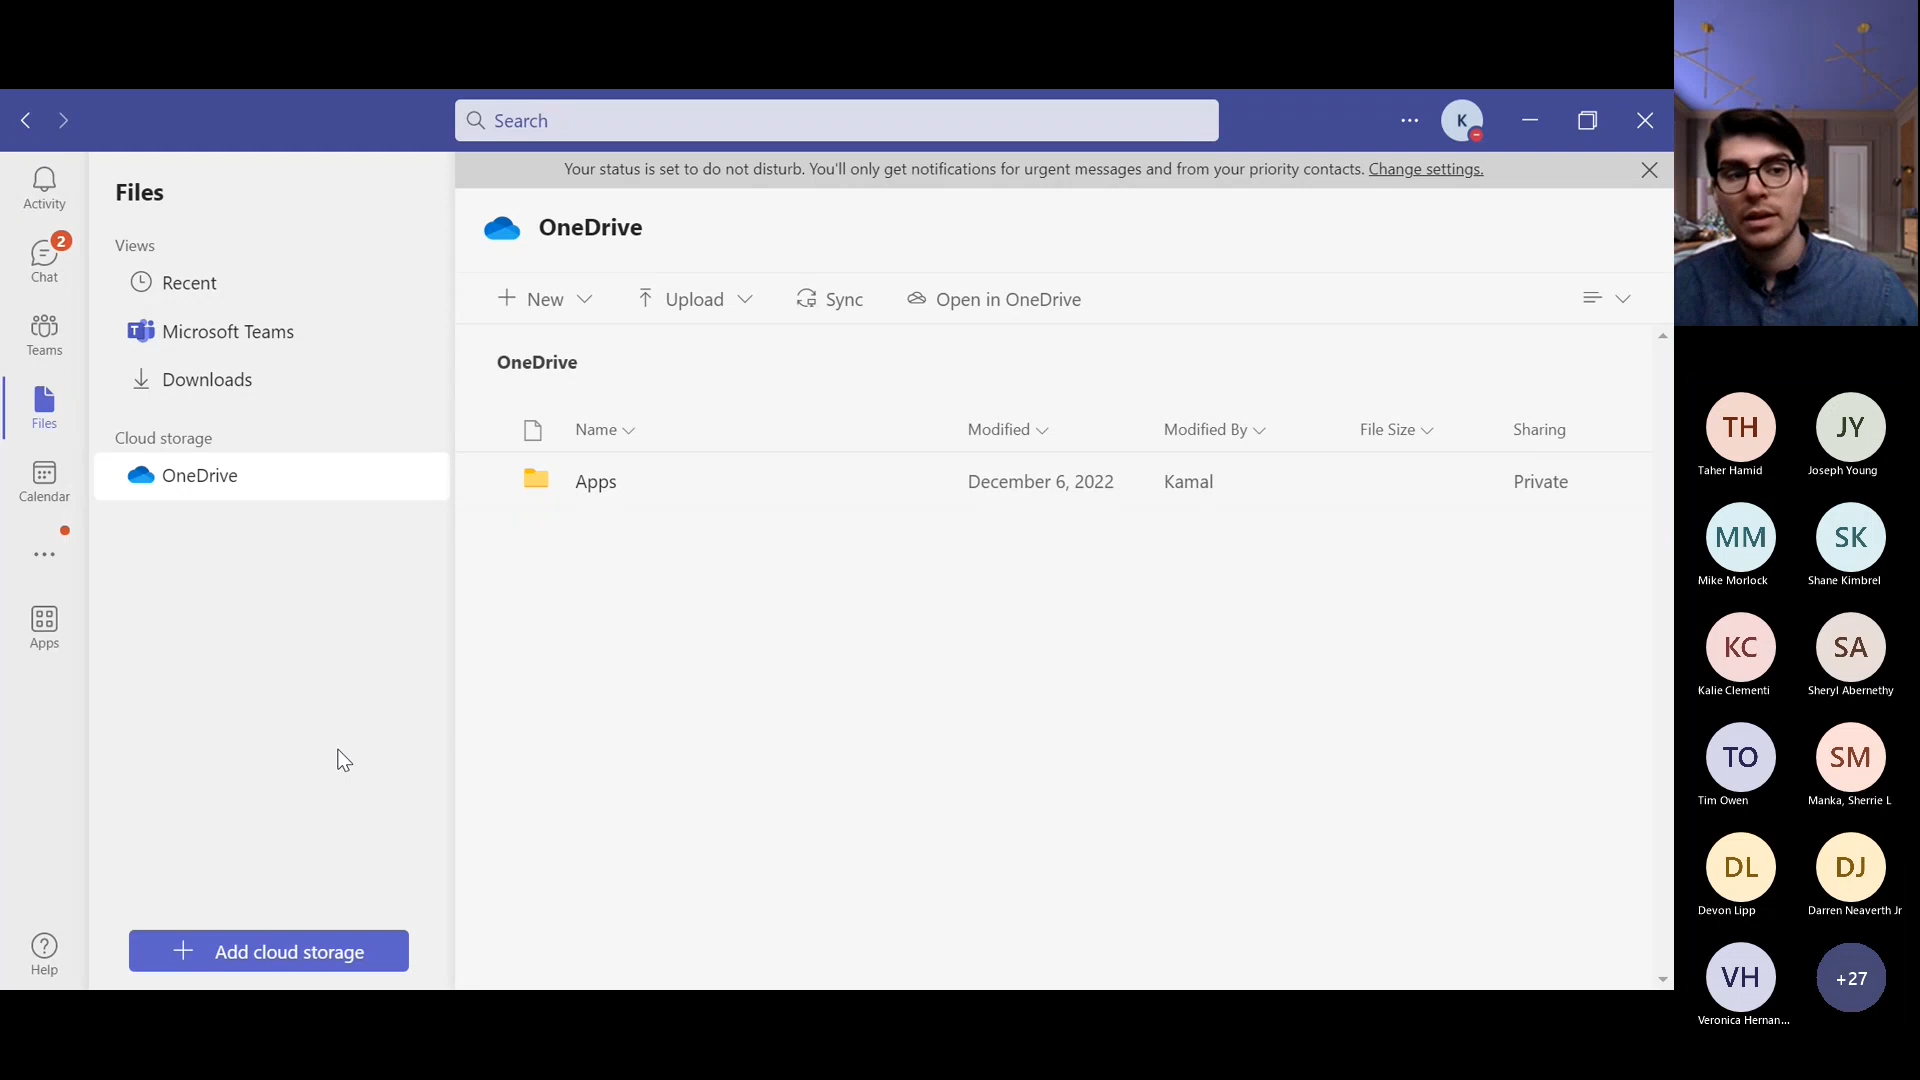 Search
K
Activity
2
Chat
Teams
Files
Calendar
Apps
Help
Files
Views
Recent
Microsoft Teams
Downloads
Cloud storage
OneDrive
Add cloud storage
Your status is set to do not disturb. You'll only get notifications for urgent messages and from your priority contacts. Change settings.
OneDrive
New Upload Sync Open in OneDrive
OneDrive
Name Modified Modified By File Size Sharing
Apps December 6, 2022 Kamal Private
TH JY
Taher Hamid Joseph Young
MM SK
Mike Morlock Shane Kimbrel
KC SA
Kalie Clementi Sheryl Abernethy
TO SM
Tim Owen Manka, Sherrie L
DL DJ
Devon Lipp Darren Neaverth Jr
VH +27
Veronica Hernan...